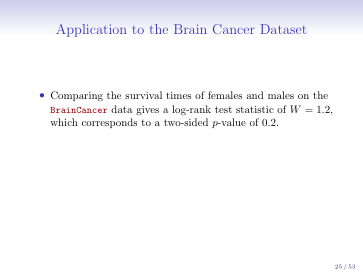 Application to the Brain Cancer Dataset
• Comparing the survival times of females and males on the
BrainCancer data gives a log-rank test statistic of W = 1.2,
which corresponds to a two-sided p-value of 0.2.
25 / 53